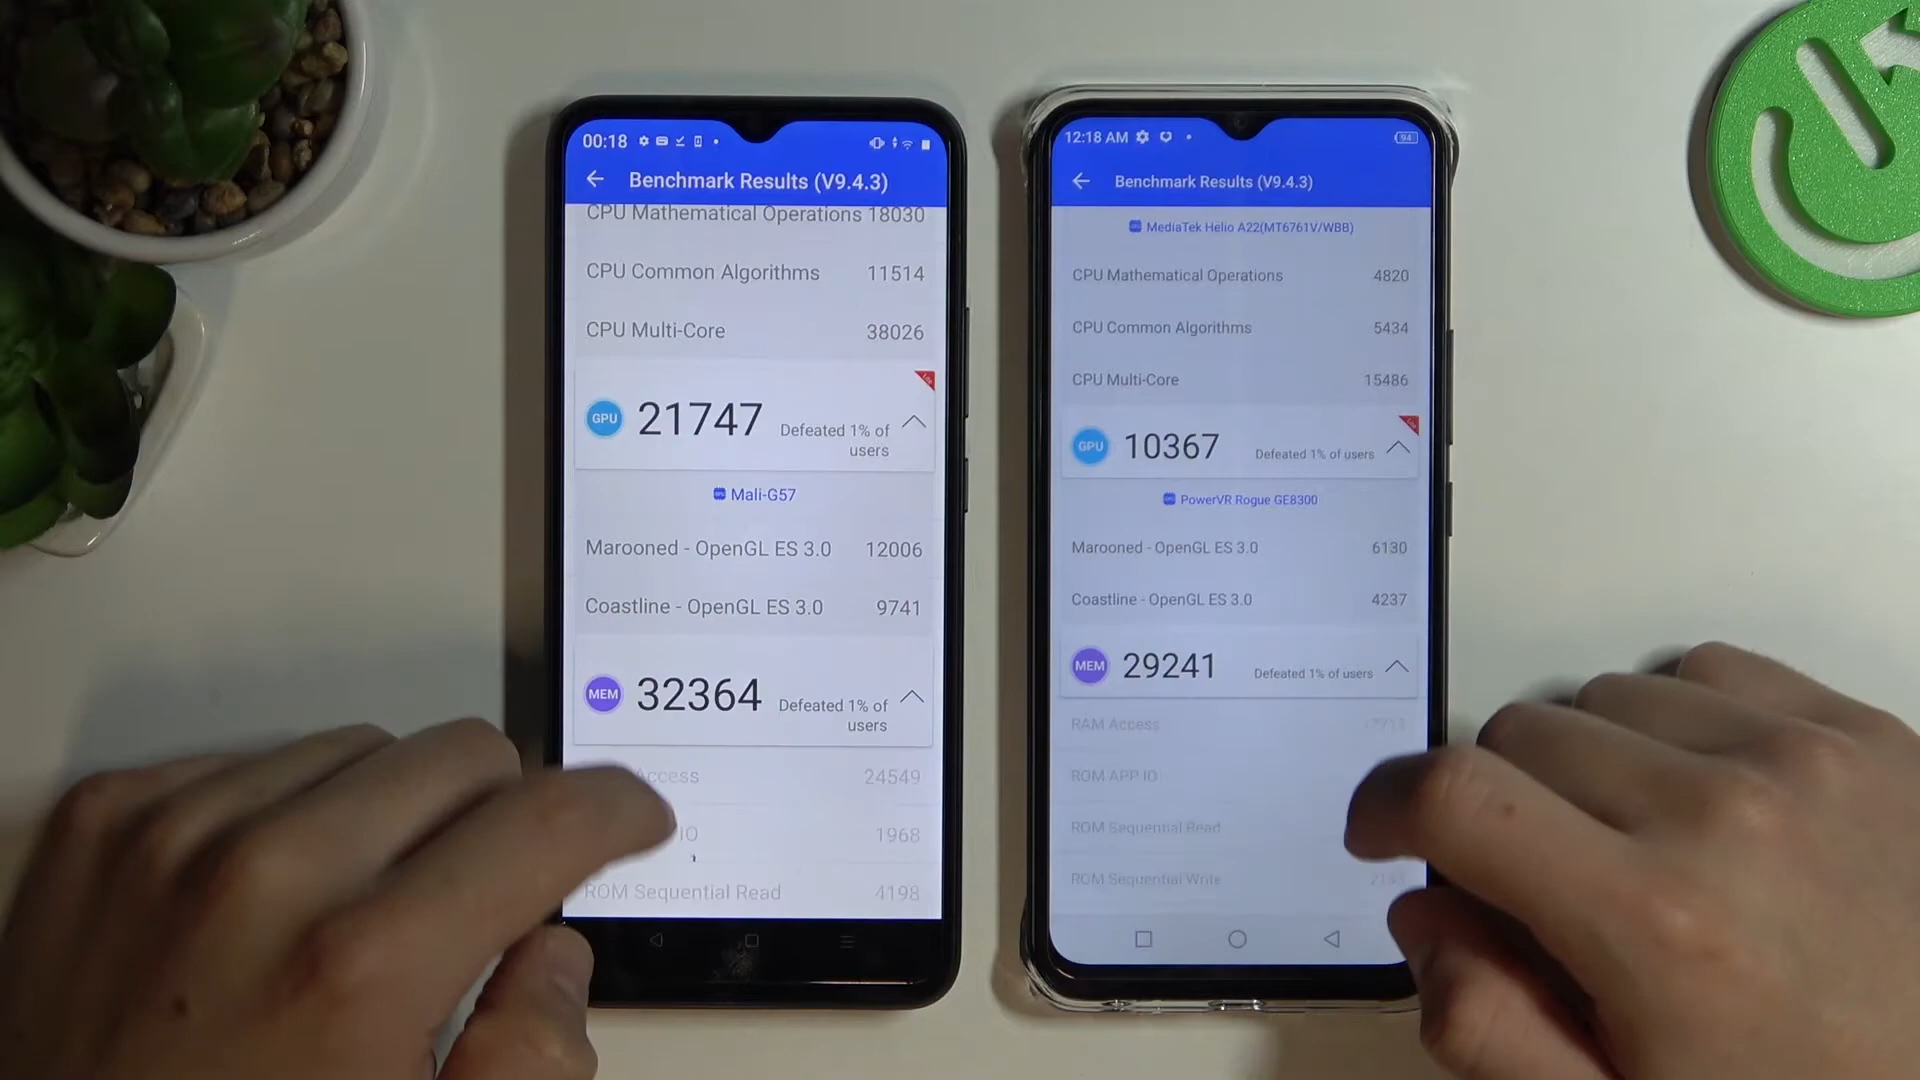 00:18
Benchmark Results (V9.4.3)
CPU Mathematical Operations 18030
CPU Common Algorithms 11514
CPU Multi-Core 38026
Lite
GPU 21747 Defeated 1% of
users
Mali-G57
Marooned - OpenGL ES 3.0 12006
Coastline - OpenGL ES 3.0 9741
MEM 32364 Defeated 1% of
users
Access 24549
IO 1968
ROM Sequential Read 4198
12:18 AM 94
Benchmark Results (V9.4.3)
MediaTek Helio A22(MT6761V/WBB)
CPU Mathematical Operations 4820
CPU Common Algorithms 5434
CPU Multi-Core 15486
GPU 10367 Defeated 1% of users
PowerVR Rogue GE8300
Marooned - OpenGL ES 3.0 6130
Coastline - OpenGL ES 3.0 4237
MEM 29241 Defeated 1% of users
RAM Access
ROM APP IO
ROM Sequential Read
ROM Sequential Write